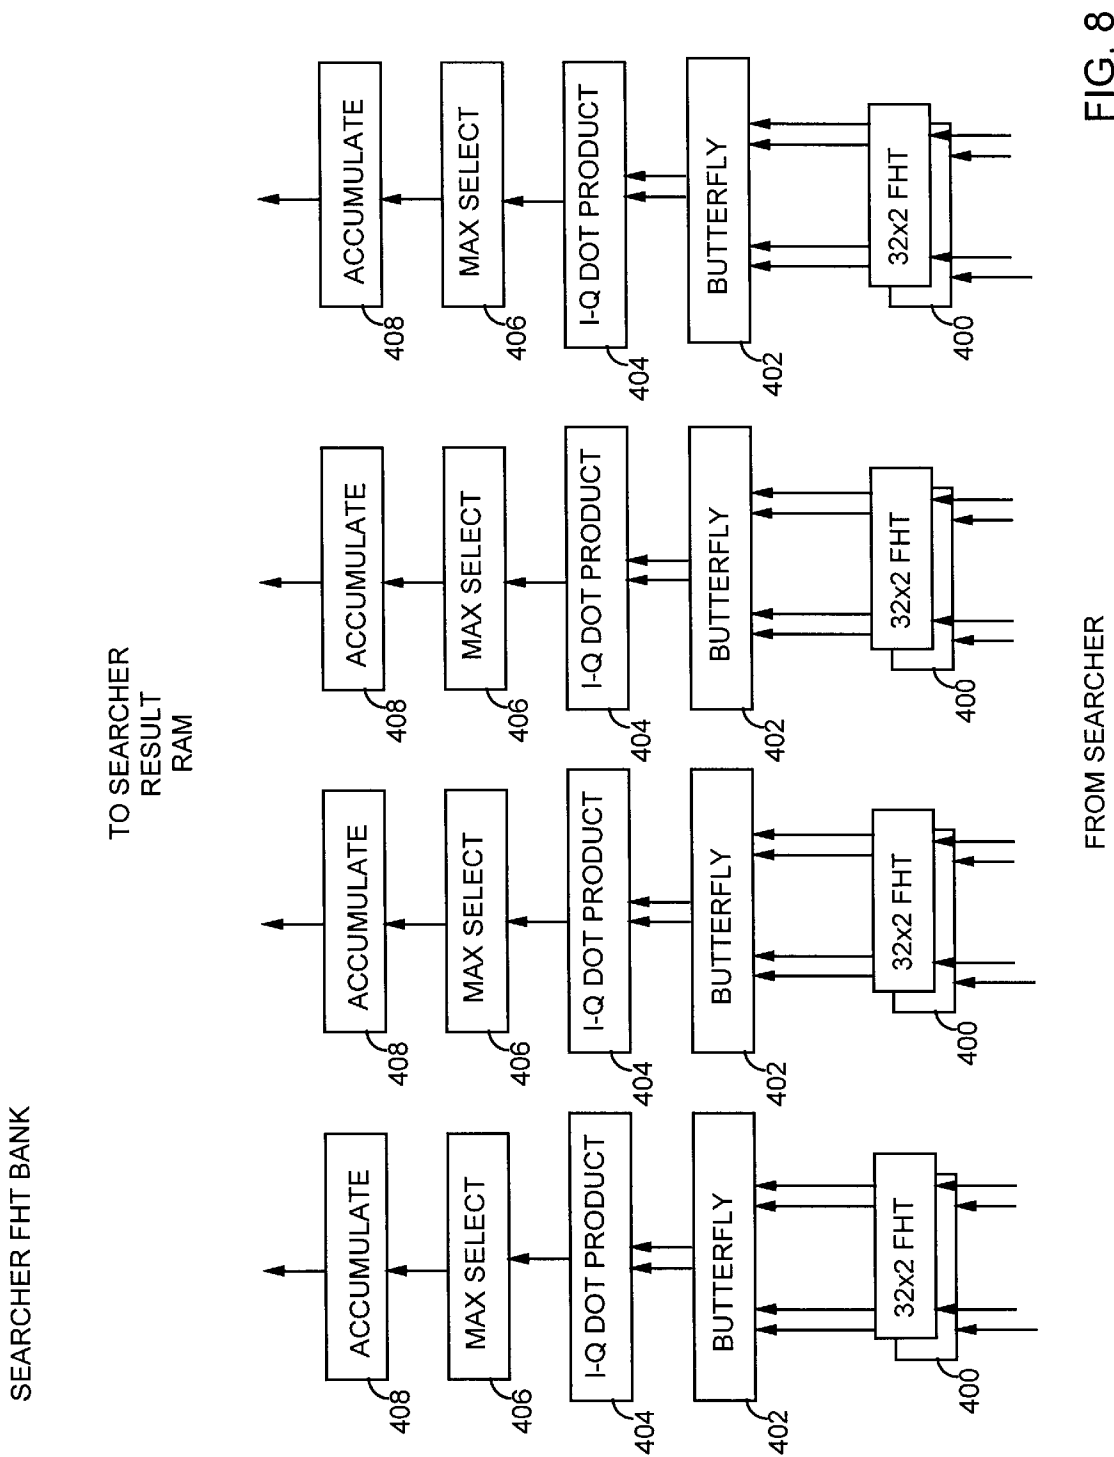 SEARCHER FHT BANK
TO SEARCHER
RESULT
RAM
ACCUMULATE
408
MAX SELECT
406
I-Q DOT PRODUCT
404
BUTTERFLY
402
32x2 FHT
400
ACCUMULATE
408
MAX SELECT
406
I-Q DOT PRODUCT
404
BUTTERFLY
402
32x2 FHT
400
ACCUMULATE
408
MAX SELECT
406
I-Q DOT PRODUCT
404
BUTTERFLY
402
32x2 FHT
400
ACCUMULATE
408
MAX SELECT
406
I-Q DOT PRODUCT
404
BUTTERFLY
402
32x2 FHT
400
FROM SEARCHER
FIG. 8